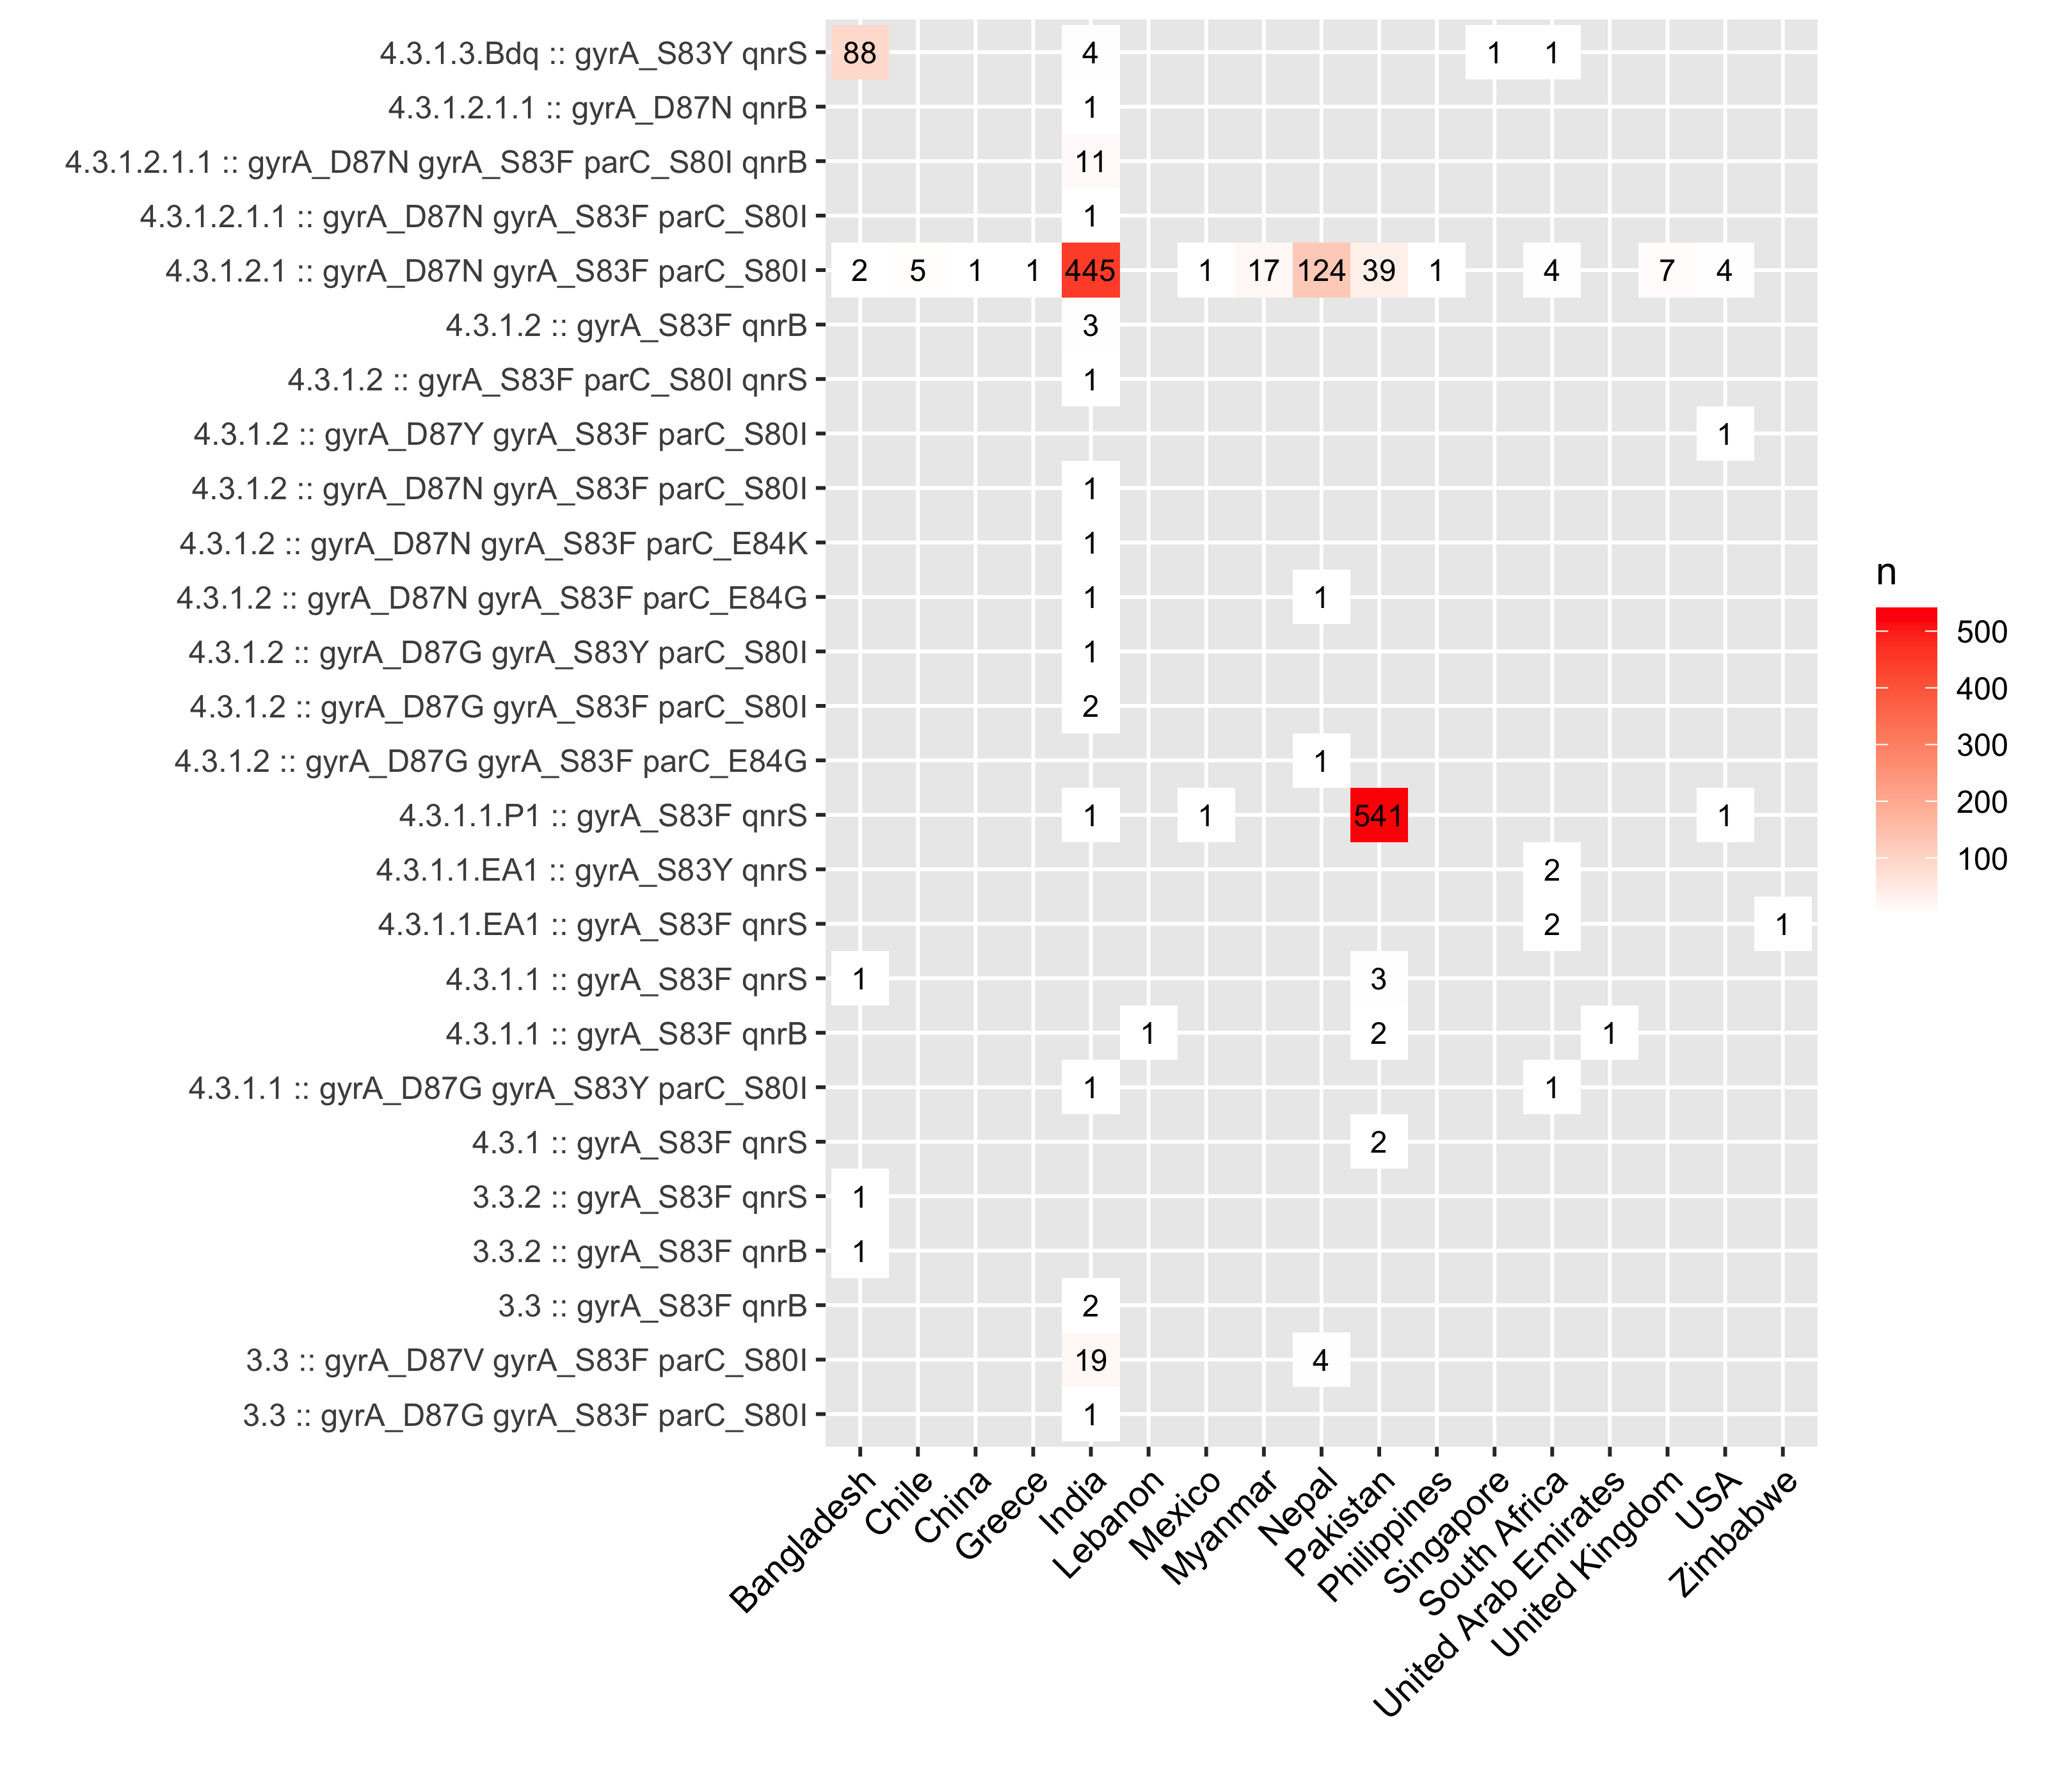 4.3.1.3.Bdq :: gyrA_S83Y qnrS 88 4 1 1
4.3.1.2.1.1 :: gyrA_D87N qnrB 1
4.3.1.2.1.1 :: gyrA_D87N gyrA_S83F parC_S80I qnrB 11
4.3.1.2.1.1 :: gyrA_D87N gyrA_S83F parC_S80I 1
4.3.1.2.1 :: gyrA_D87N gyrA_S83F parC_S80I 2 5 1 1 445 1 17 124 39 1 4 7 4
4.3.1.2 :: gyrA_S83F qnrB 3
4.3.1.2 :: gyrA_S83F parC_S80I qnrS 1
4.3.1.2 :: gyrA_D87Y gyrA_S83F parC_S80I 1
4.3.1.2 :: gyrA_D87N gyrA_S83F parC_S80I 1
4.3.1.2 :: gyrA_D87N gyrA_S83F parC_E84K 1
4.3.1.2 :: gyrA_D87N gyrA_S83F parC_E84G 1 1
4.3.1.2 :: gyrA_D87G gyrA_S83Y parC_S80I 1
4.3.1.2 :: gyrA_D87G gyrA_S83F parC_S80I 2
4.3.1.2 :: gyrA_D87G gyrA_S83F parC_E84G 1
4.3.1.1.P1 :: gyrA_S83F qnrS 1 1 541 1
4.3.1.1.EA1 :: gyrA_S83Y qnrS 2
4.3.1.1.EA1 :: gyrA_S83F qnrS 2 1
4.3.1.1 :: gyrA_S83F qnrS 1 3
4.3.1.1 :: gyrA_S83F qnrB 1 2 1
4.3.1.1 :: gyrA_D87G gyrA_S83Y parC_S80I 1 1
4.3.1 :: gyrA_S83F qnrS 2
3.3.2 :: gyrA_S83F qnrS 1
3.3.2 :: gyrA_S83F qnrB 1
3.3 :: gyrA_S83F qnrB 2
3.3 :: gyrA_D87V gyrA_S83F parC_S80I 19 4
3.3 :: gyrA_D87G gyrA_S83F parC_S80I 1
Bangladesh
Chile
China
Greece
India
Lebanon
Mexico
Myanmar
Nepal
Pakistan
Philippines
Singapore
South Africa
United Arab Emirates
United Kingdom
USA
Zimbabwe
n
500
400
300
200
100